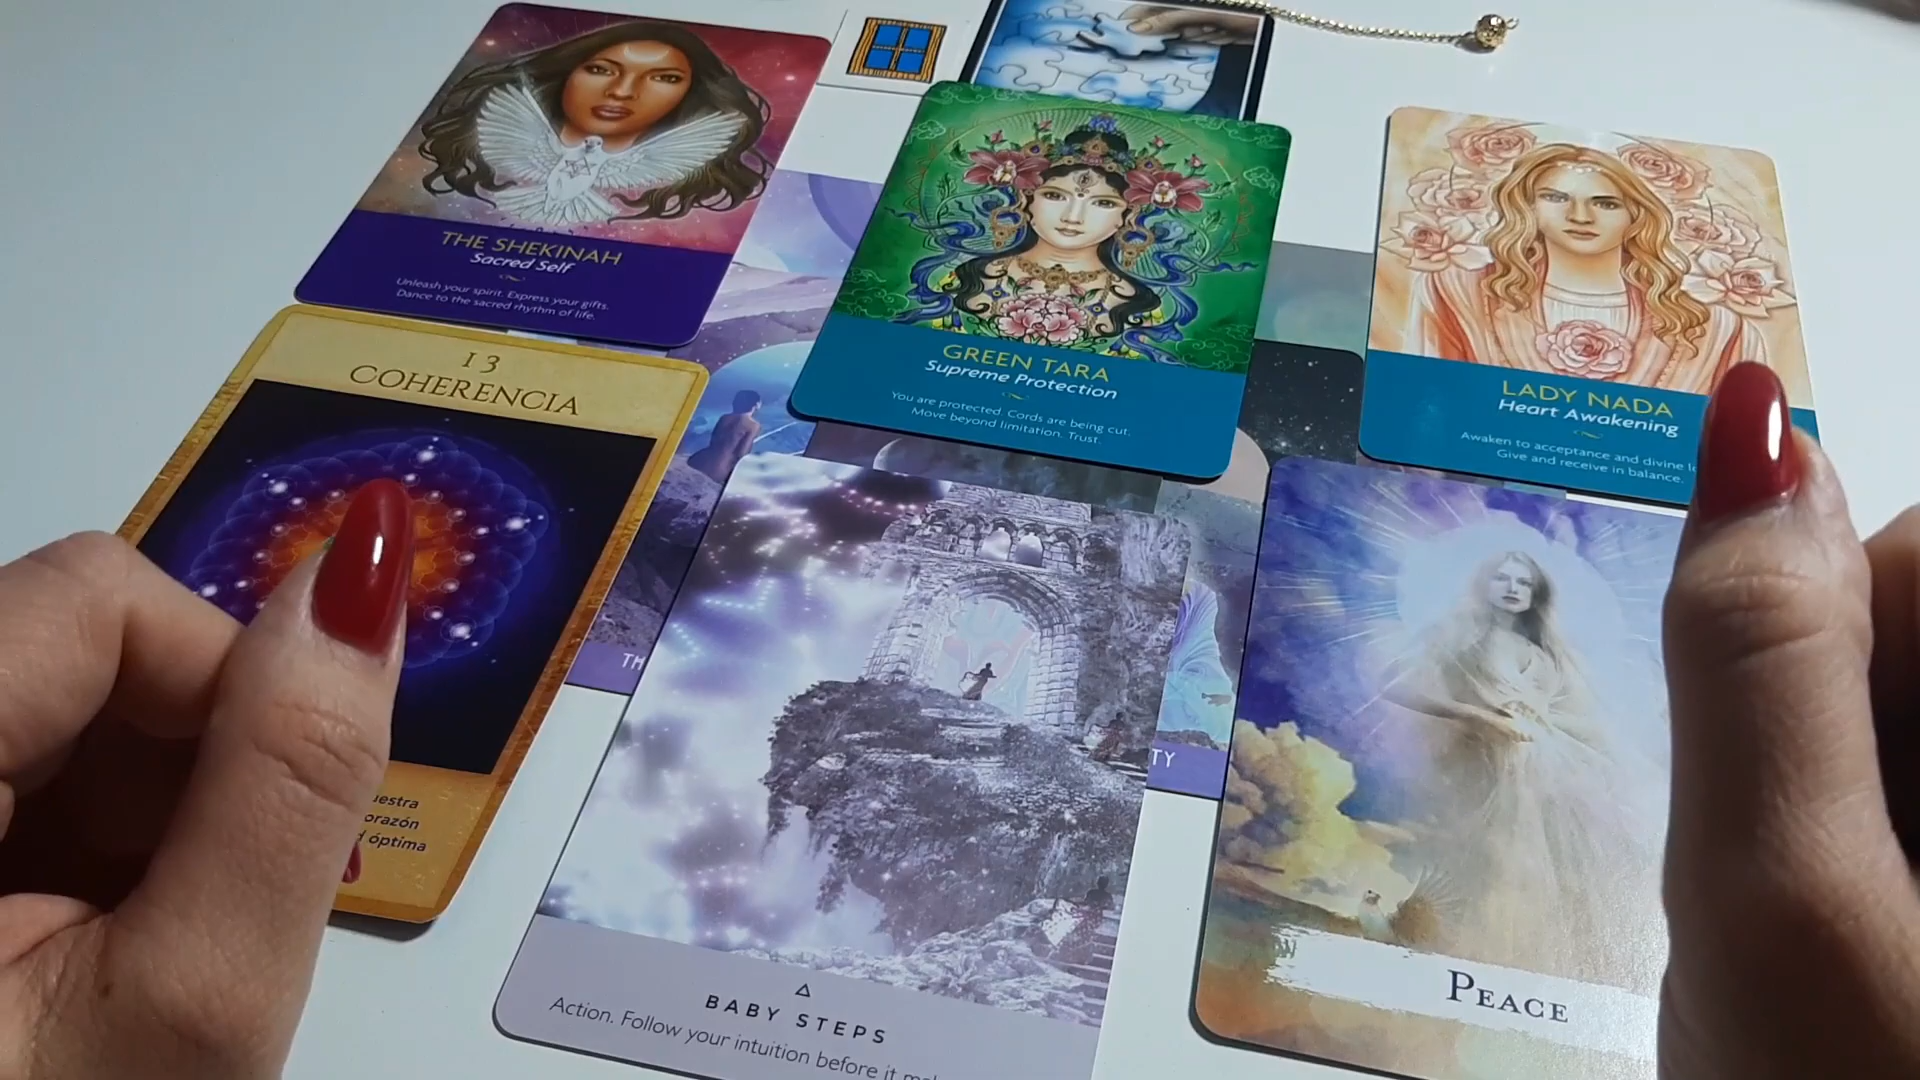 THE SHEKINAH
Sacred Self
Unleash your spirit. Express your gifts.
Dance to the sacred rhythm of life.
GREEN TARA
Supreme Protection
You are protected. Cords are being cut.
Move beyond limitation. Trust.
LADY NADA
Heart Awakening
Awaken to acceptance and divine
Give and receive in balance.
13
COHERENCIA
óptima
TH
TY
BABY STEPS
Action. Follow your intuition before it
PEACE